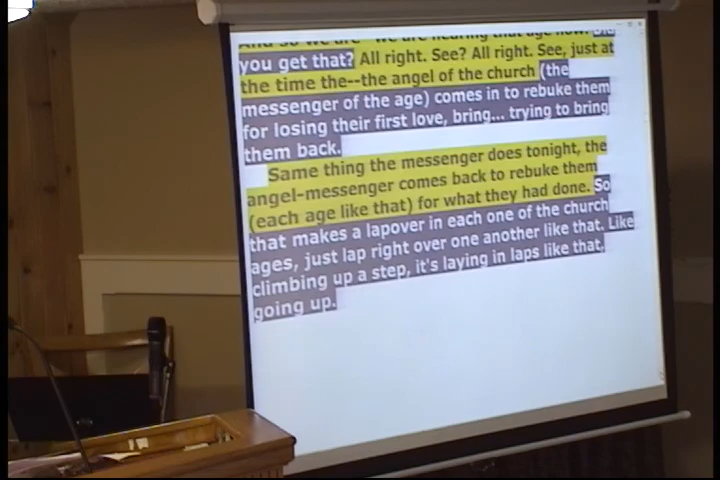 And so we are we are hearing that age now. Did
you get that? All right. See? All right. See, just at
the time the--the angel of the church (the
messenger of the age) comes in to rebuke them
for losing their first love, bring... trying to bring
them back.
Same thing the messenger does tonight, the
angel-messenger comes back to rebuke them
(each age like that) for what they had done. So
that makes a lapover in each one of the church
ages, just lap right over one another like that. Like
climbing up a step, it's laying in laps like that,
going up.